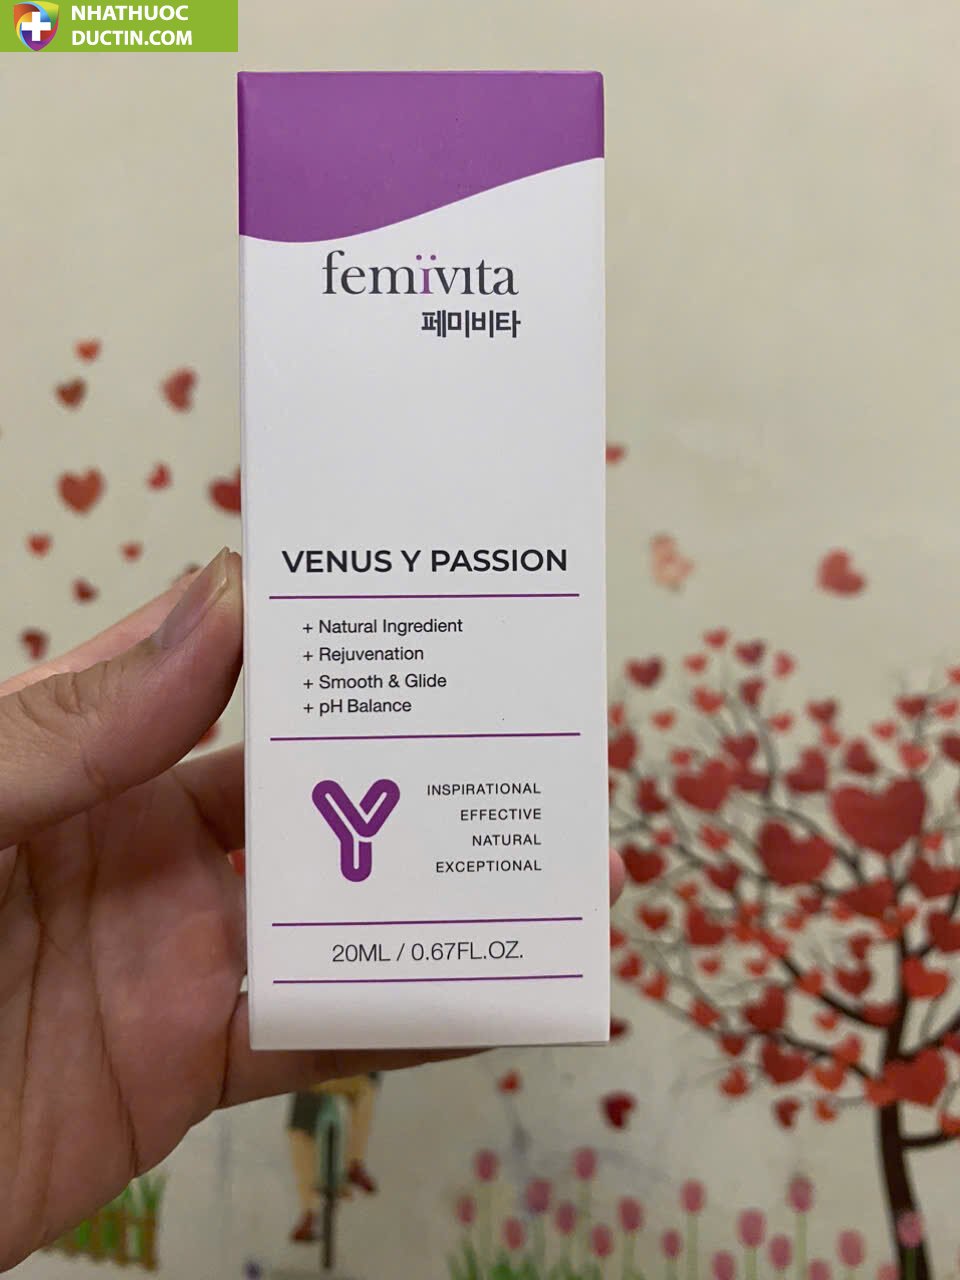 NHATHUOC
DUCTIN.COM
femïvita
페미비타
VENUS Y PASSION
+ Natural Ingredient
+ Rejuvenation
+ Smooth & Glide
+ pH Balance
INSPIRATIONAL
EFFECTIVE
NATURAL
EXCEPTIONAL
20ML / 0.67FL.OZ.